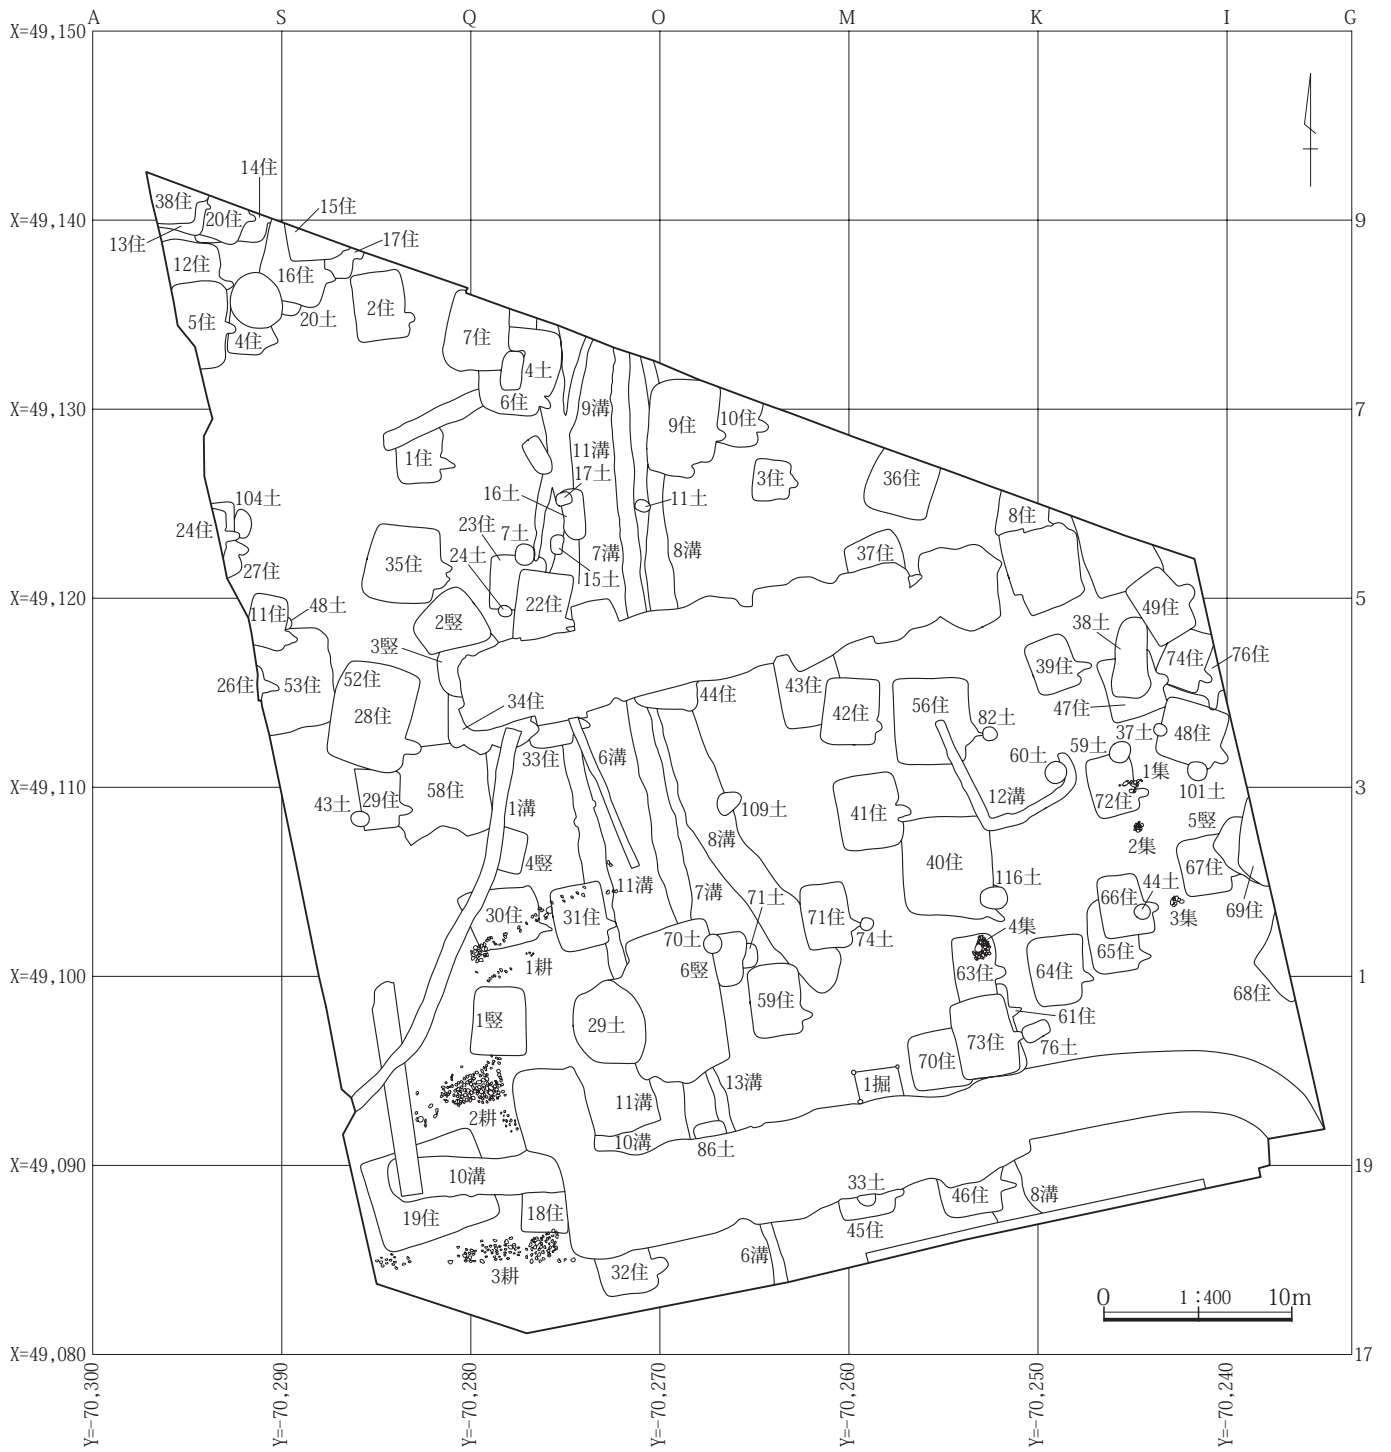 A S Q O M K I G
X=49,150
14住
38住
20住
15住
X=49,140
9
13住
17住
12住
16住
2住
5住
20土
4住
7住
4土
6住
X=49,130
7
9溝
9住
10住
1住
11溝
17土
3住
36住
104土
16土
11土
8住
24住
23住
7土
24土
35住
7溝
8溝
37住
27住
15土
X=49,120
5
11住
48土
22住
49住
2竪
38土
3竪
76住
74住
39住
26住
53住
52住
34住
44住
43住
47住
28住
42住
56住
82土
37土
48住
33住
6溝
60土
59土
1集
X=49,110
3
43土
29住
58住
1溝
109土
41住
12溝
72住
101土
5竪
8溝
2集
4竪
40住
67住
11溝
7溝
116土
44土
66住
30住
31住
71土
71住
69住
70土
74土
4集
3集
65住
1耕
6竪
63住
64住
X=49,100
1
59住
68住
1竪
29土
61住
73住
76土
70住
13溝
1掘
11溝
2耕
10溝
86土
X=49,090
19
10溝
33土
46住
8溝
19住
18住
45住
6溝
3耕
32住
0 1:400 10m
X=49,080
17
Y=-70,300
Y=-70,290
Y=-70,280
Y=-70,270
Y=-70,260
Y=-70,250
Y=-70,240